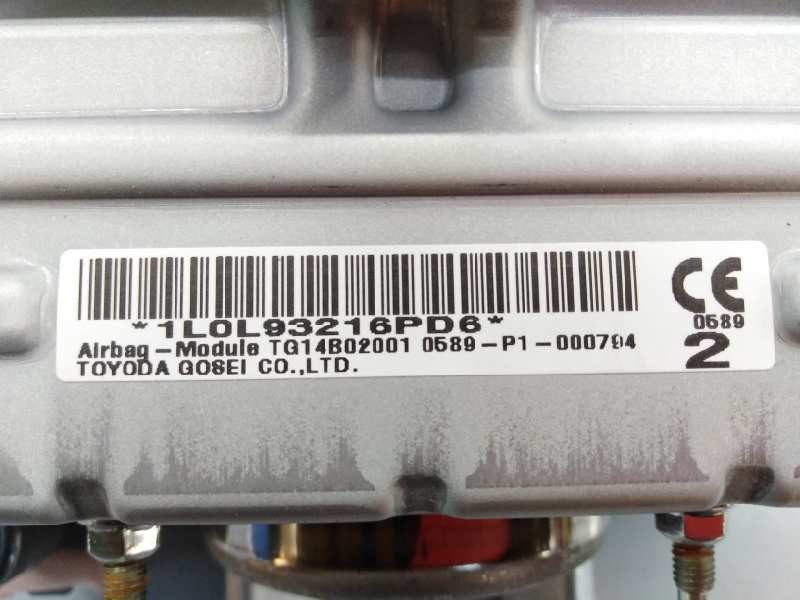 *1L0L93216PD6*
Airbag-Module TG14B02001 0589-P1-000794
TOYODA GOSEI CO.,LTD.
CE
0589
2